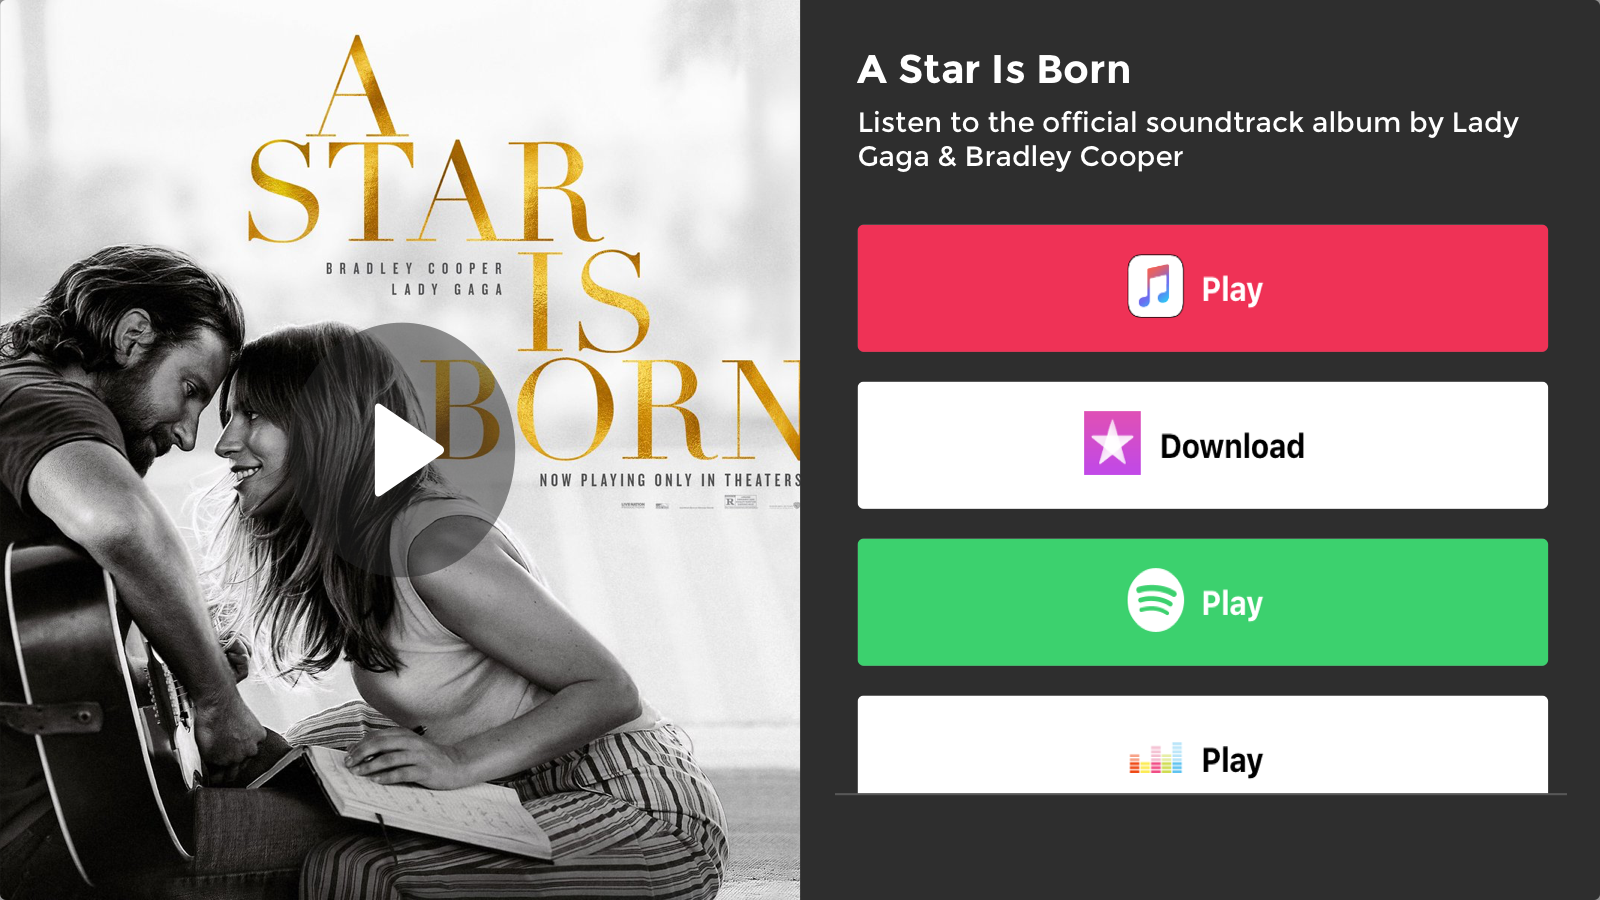 A
STAR
BRADLEY COOPER
LADY GAGA
IS
BORN
NOW PLAYING ONLY IN THEATERS
R
A Star Is Born
Listen to the official soundtrack album by Lady
Gaga & Bradley Cooper
Play
Download
Play
Play